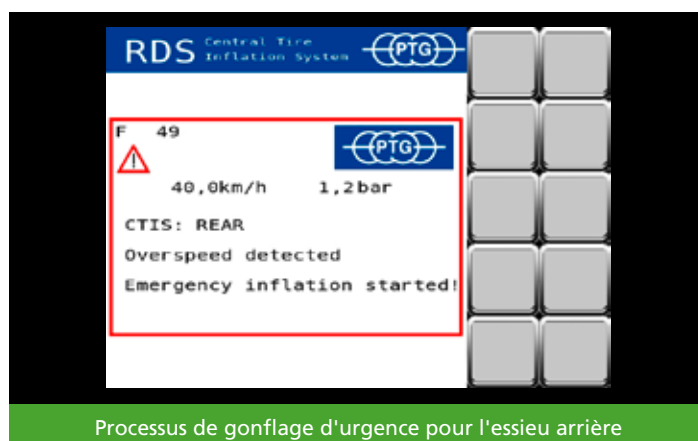 RDS Central Tire Inflation System PTG
F 49
PTG
40,0km/h 1,2bar
CTIS: REAR
Overspeed detected
Emergency inflation started!
Processus de gonflage d'urgence pour l'essieu arrière